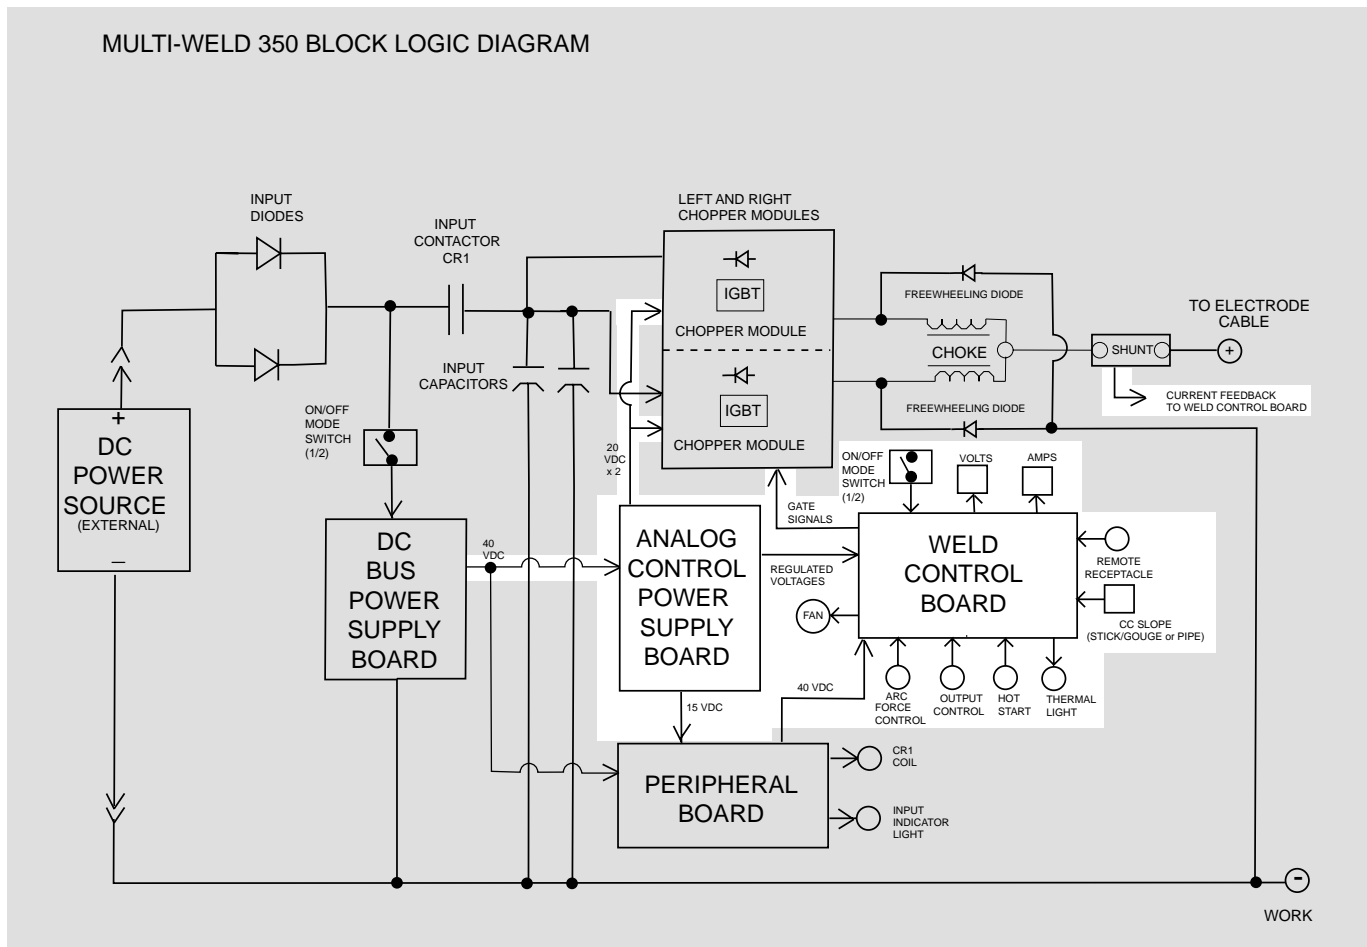 MULTI-WELD 350 BLOCK LOGIC DIAGRAM
INPUT
DIODES
INPUT
CONTACTOR
CR1
LEFT AND RIGHT
CHOPPER MODULES
IGBT
CHOPPER MODULE
IGBT
CHOPPER MODULE
FREEWHEELING DIODE
CHOKE
FREEWHEELING DIODE
TO ELECTRODE
CABLE
SHUNT
+
CURRENT FEEDBACK
TO WELD CONTROL BOARD
INPUT
CAPACITORS
ON/OFF
MODE
SWITCH
(1/2)
+
DC
POWER
SOURCE
(EXTERNAL)
_
20
VDC
x 2
ON/OFF
MODE
SWITCH
(1/2)
VOLTS
AMPS
GATE
SIGNALS
DC
BUS
POWER
SUPPLY
BOARD
40
VDC
ANALOG
CONTROL
POWER
SUPPLY
BOARD
REGULATED
VOLTAGES
FAN
WELD
CONTROL
BOARD
REMOTE
RECEPTACLE
CC SLOPE
(STICK/GOUGE or PIPE)
ARC
FORCE
CONTROL
OUTPUT
CONTROL
HOT
START
THERMAL
LIGHT
15 VDC
40 VDC
PERIPHERAL
BOARD
CR1
COIL
INPUT
INDICATOR
LIGHT
-
WORK